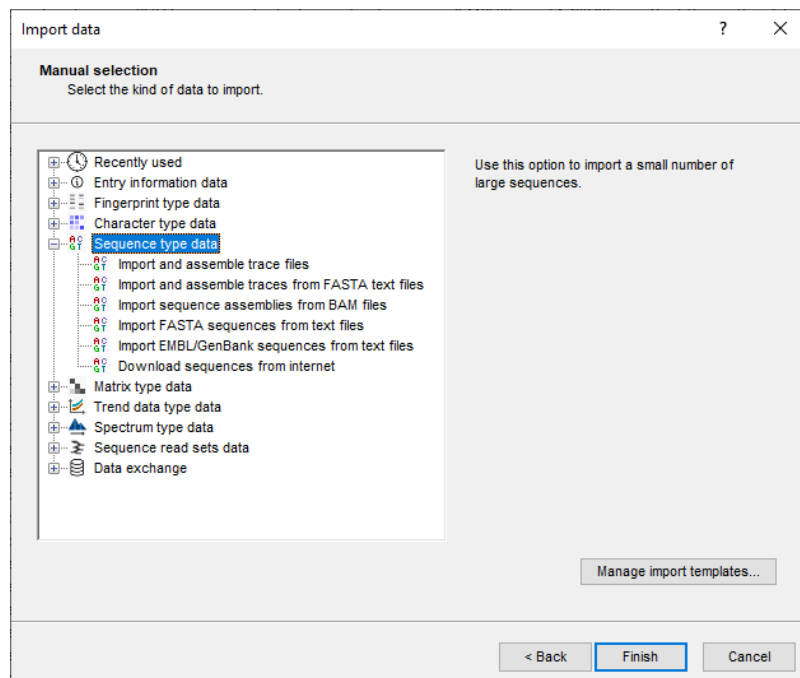 Import data
?
Manual selection
Select the kind of data to import.
Recently used
Entry information data
Fingerprint type data
Character type data
Sequence type data
Import and assemble trace files
Import and assemble traces from FASTA text files
Import sequence assemblies from BAM files
Import FASTA sequences from text files
Import EMBL/GenBank sequences from text files
Download sequences from internet
Matrix type data
Trend data type data
Spectrum type data
Sequence read sets data
Data exchange
Use this option to import a small number of
large sequences.
Manage import templates...
< Back
Finish
Cancel